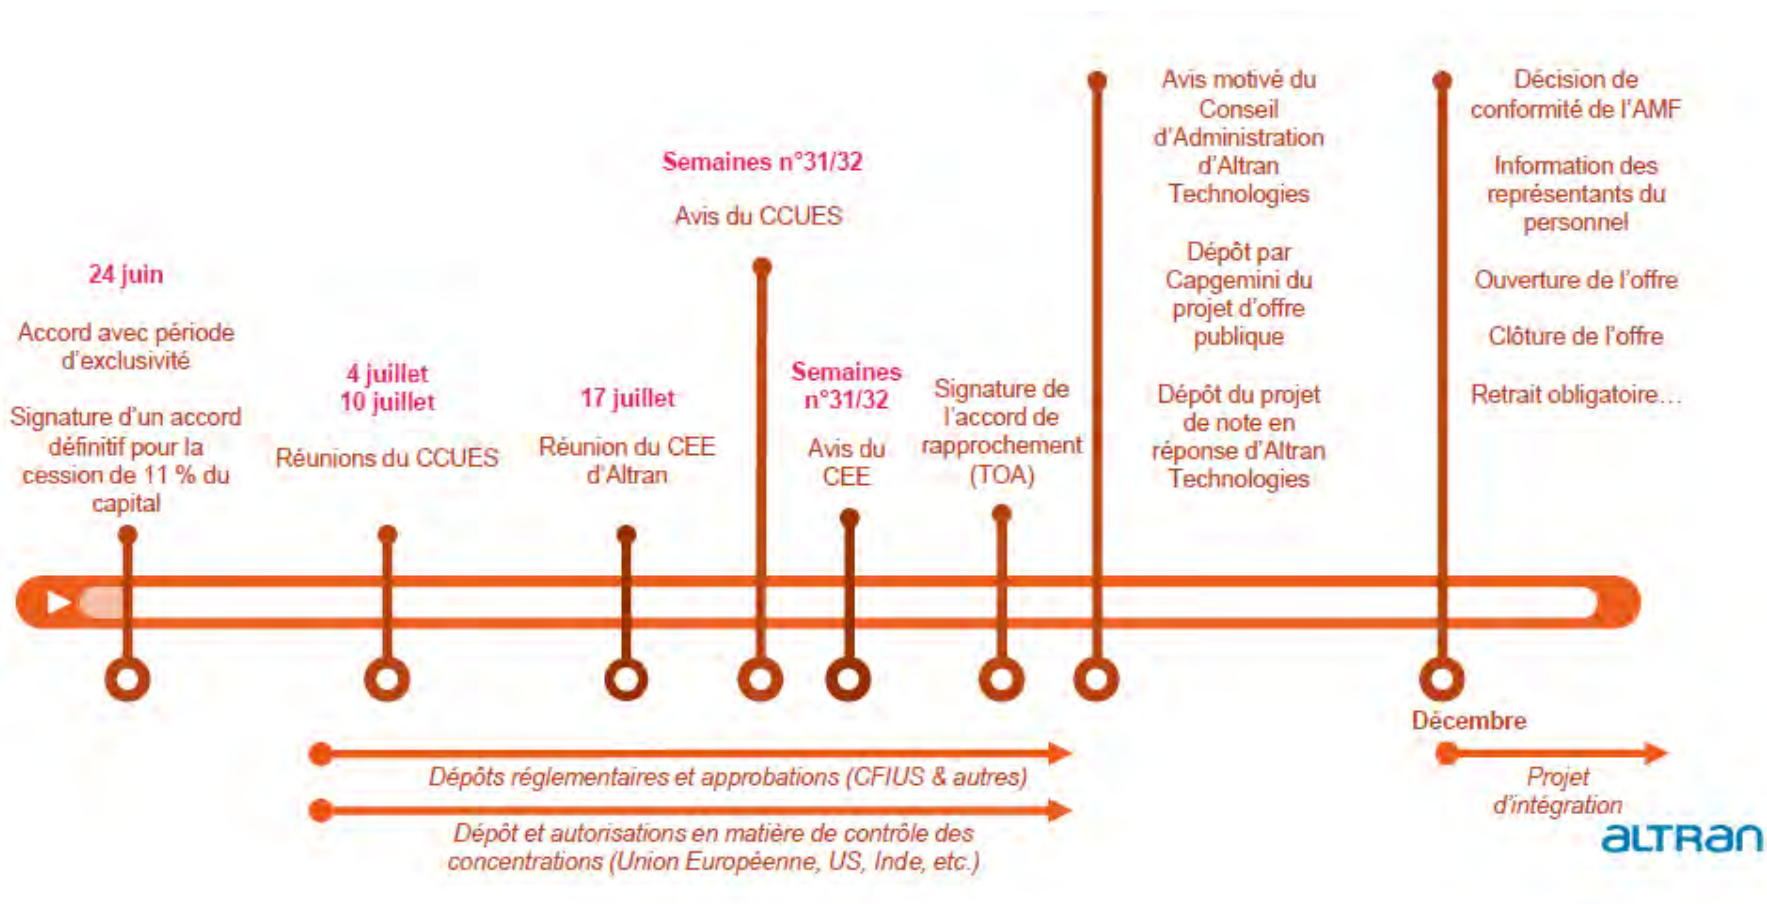 24 juin
Accord avec période
d’exclusivité
Signature d’un accord
définitif pour la
cession de 11 % du
capital
4 juillet
10 juillet
Réunions du CCUES
17 juillet
Réunion du CEE
d’Altran
Semaines n°31/32
Avis du CCUES
Semaines
n°31/32
Avis du
CEE
Signature de
l’accord de
rapprochement
(TOA)
Avis motivé du
Conseil
d’Administration
d’Altran
Technologies
Dépôt par
Capgemini du
projet d’offre
publique
Dépôt du projet
de note en
réponse d’Altran
Technologies
Décision de
conformité de l’AMF
Information des
représentants du
personnel
Ouverture de l’offre
Clôture de l’offre
Retrait obligatoire…
Décembre
Dépôts réglementaires et approbations (CFIUS & autres)
Dépôt et autorisations en matière de contrôle des
concentrations (Union Européenne, US, Inde, etc.)
Projet
d’intégration
altran